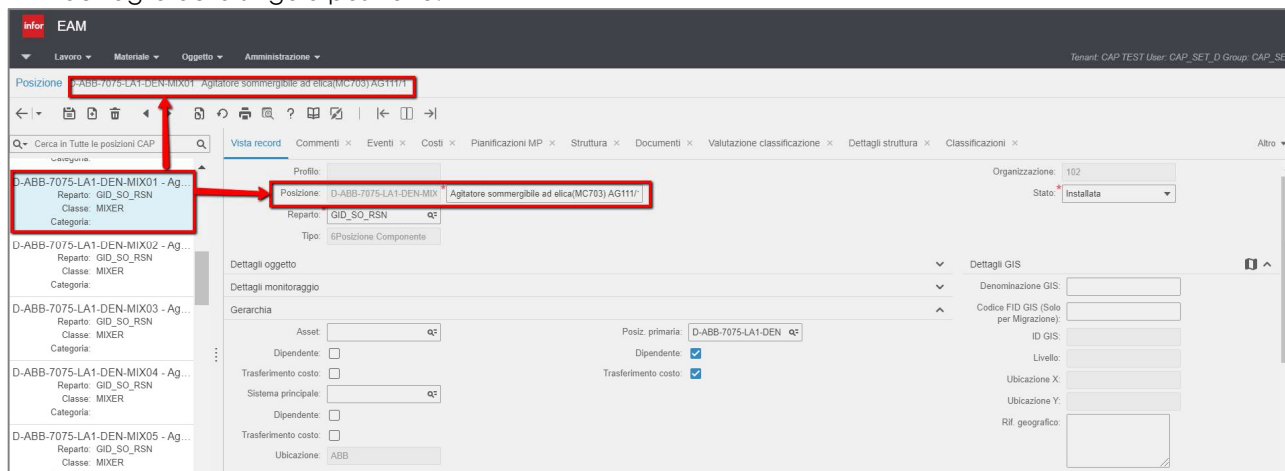 infor EAM
Lavoro Materiale Oggetto Amministrazione Tenant: CAP TEST User: CAP_SET_D Group: CAP_SE
Posizione D-ABB-7075-LA1-DEN-MIX01 Agitatore sommergibile ad elica(MC703) AG111/1
Cerca in Tutte le posizioni CAP
Vista record Commenti × Eventi × Costi × Pianificazioni MP × Struttura × Documenti × Valutazione classificazione × Dettagli struttura × Classificazioni × Altro
Categoria:
D-ABB-7075-LA1-DEN-MIX01 - Ag...
Reparto: GID_SO_RSN
Classe: MIXER
Categoria:
D-ABB-7075-LA1-DEN-MIX02 - Ag...
Reparto: GID_SO_RSN
Classe: MIXER
Categoria:
D-ABB-7075-LA1-DEN-MIX03 - Ag...
Reparto: GID_SO_RSN
Classe: MIXER
Categoria:
D-ABB-7075-LA1-DEN-MIX04 - Ag...
Reparto: GID_SO_RSN
Classe: MIXER
Categoria:
D-ABB-7075-LA1-DEN-MIX05 - Ag...
Reparto: GID_SO_RSN
Classe: MIXER
Profilo: Organizzazione: 102
Posizione: D-ABB-7075-LA1-DEN-MIX * Agitatore sommergibile ad elica(MC703) AG111/ Stato: * Installata
Reparto: * GID_SO_RSN
Tipo: 6Posizione Componente
Dettagli oggetto
Dettagli monitoraggio
Gerarchia
Asset: Posiz. primaria: D-ABB-7075-LA1-DEN
Dipendente: Dipendente:
Trasferimento costo: Trasferimento costo:
Sistema principale:
Dipendente:
Trasferimento costo:
Ubicazione: ABB
Dettagli GIS
Denominazione GIS:
Codice FID GIS (Solo
per Migrazione):
ID GIS:
Livello:
Ubicazione X:
Ubicazione Y:
Rif. geografico: